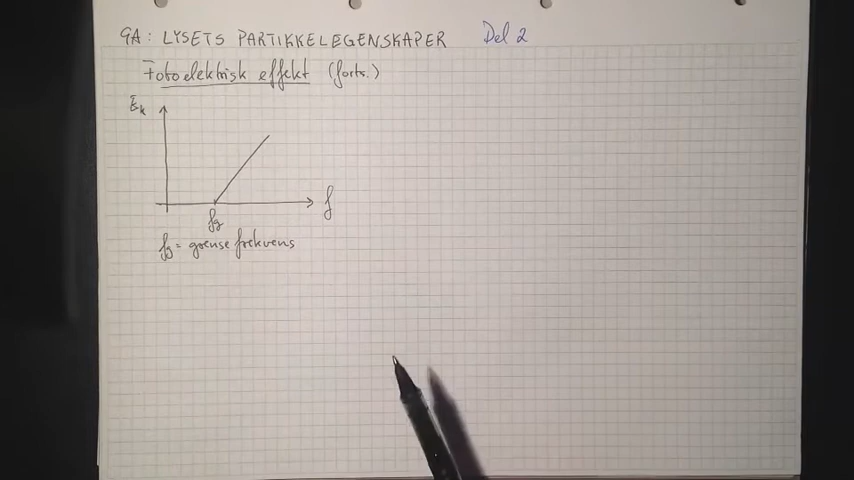 9A: LYSETS PARTIKKELEGENSKAPER Del 2
Fotoelektrisk effekt (forts.)
Ek
f
fg
fg = grense frekvens